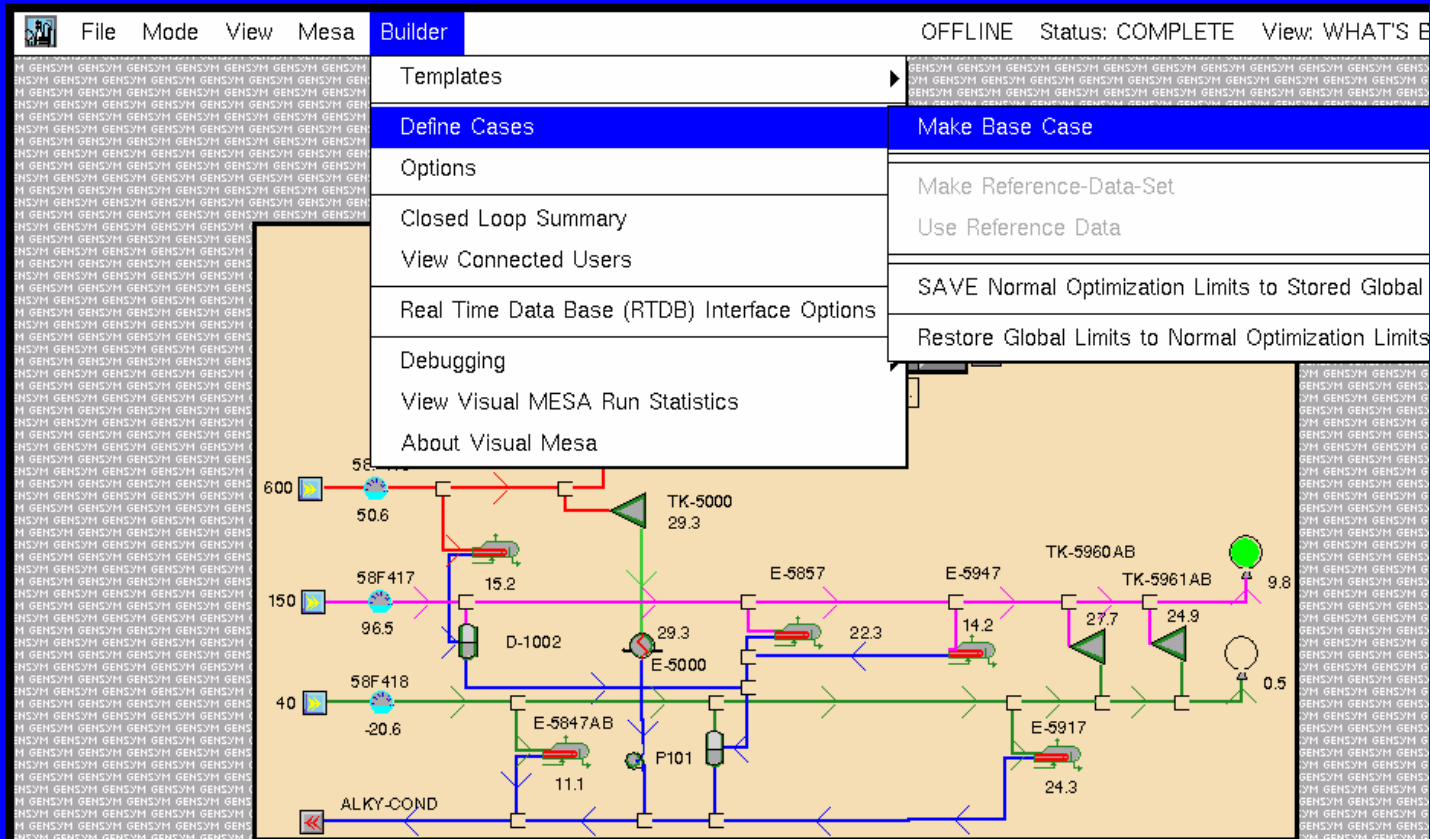 File Mode View Mesa Builder OFFLINE Status: COMPLETE View: WHAT'S
Templates
Define Cases
Options
Closed Loop Summary
View Connected Users
Real Time Data Base (RTDB) Interface Options
Debugging
View Visual MESA Run Statistics
About Visual Mesa
Make Base Case
Make Reference-Data-Set
Use Reference Data
SAVE Normal Optimization Limits to Stored Global
Restore Global Limits to Normal Optimization Limits
600
50.6
TK-5000
29.3
TK-5960AB
58F417
15.2
E-5857
E-5947
TK-5961AB
9.8
150
96.5
D-1002
29.3
E-5000
22.3
14.2
27.7
24.9
58F418
40
-20.6
0.5
E-5847AB
11.1
P101
E-5917
24.3
ALKY-COND
GENSYM GENSYM GENSYM GENSYM GENSYM